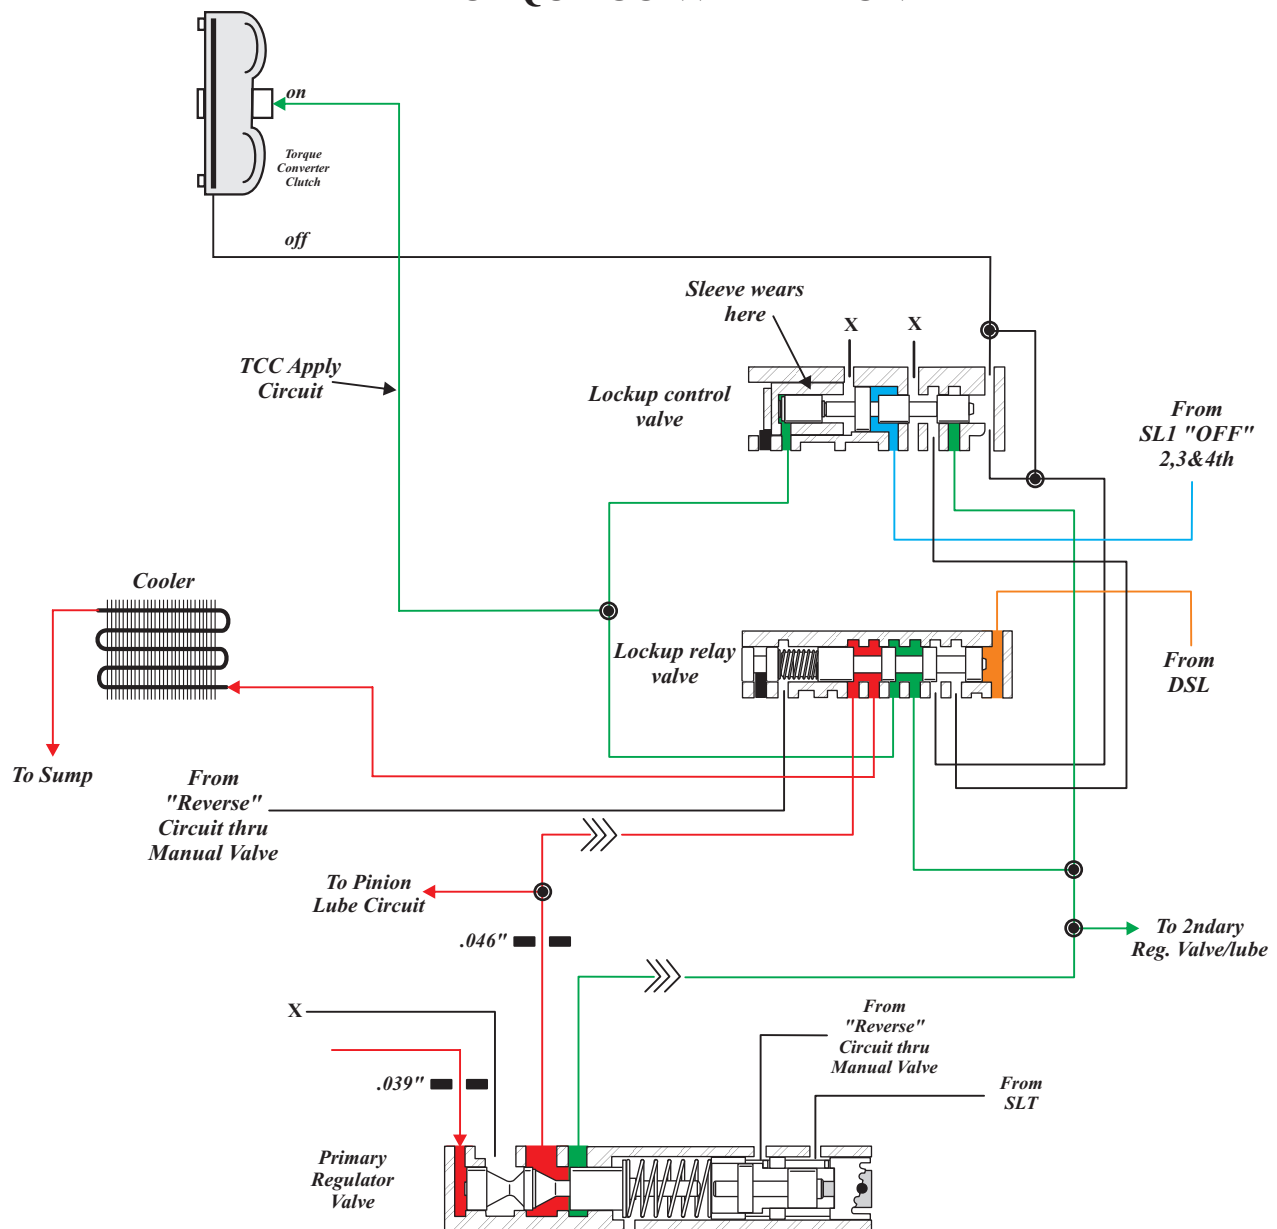 on
Torque
Converter
Clutch
off
Sleeve wears
here
X
X
TCC Apply
Circuit
Lockup control
valve
From
SL1 "OFF"
2,3&4th
Cooler
Lockup relay
valve
From
DSL
To Sump
From
"Reverse"
Circuit thru
Manual Valve
To Pinion
Lube Circuit
.046"
To 2ndary
Reg. Valve/lube
X
From
"Reverse"
Circuit thru
Manual Valve
.039"
From
SLT
Primary
Regulator
Valve